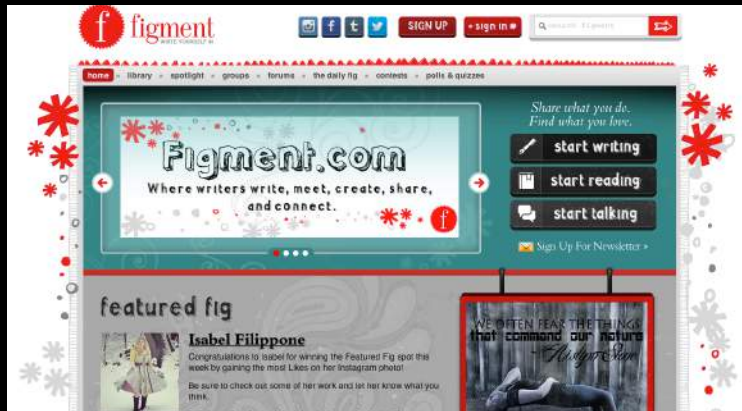 figment
WRITE YOURSELF IN
SIGN UP
sign in
home
library
spotlight
groups
forums
the daily fig
contests
polls & quizzes
Figment.com
Where writers write, meet, create, share,
and connect.
f
Share what you do.
Find what you love.
start writing
start reading
start talking
Sign Up For Newsletter »
featured fig
Isabel Filippone
Congratulations to Isabel for winning the Featured Fig spot this
week by gaining the most Likes on her Instagram photo!
Be sure to check out some of her work and let her know what you
think.
WE OFTEN FEAR THE THINGS
that command our nature